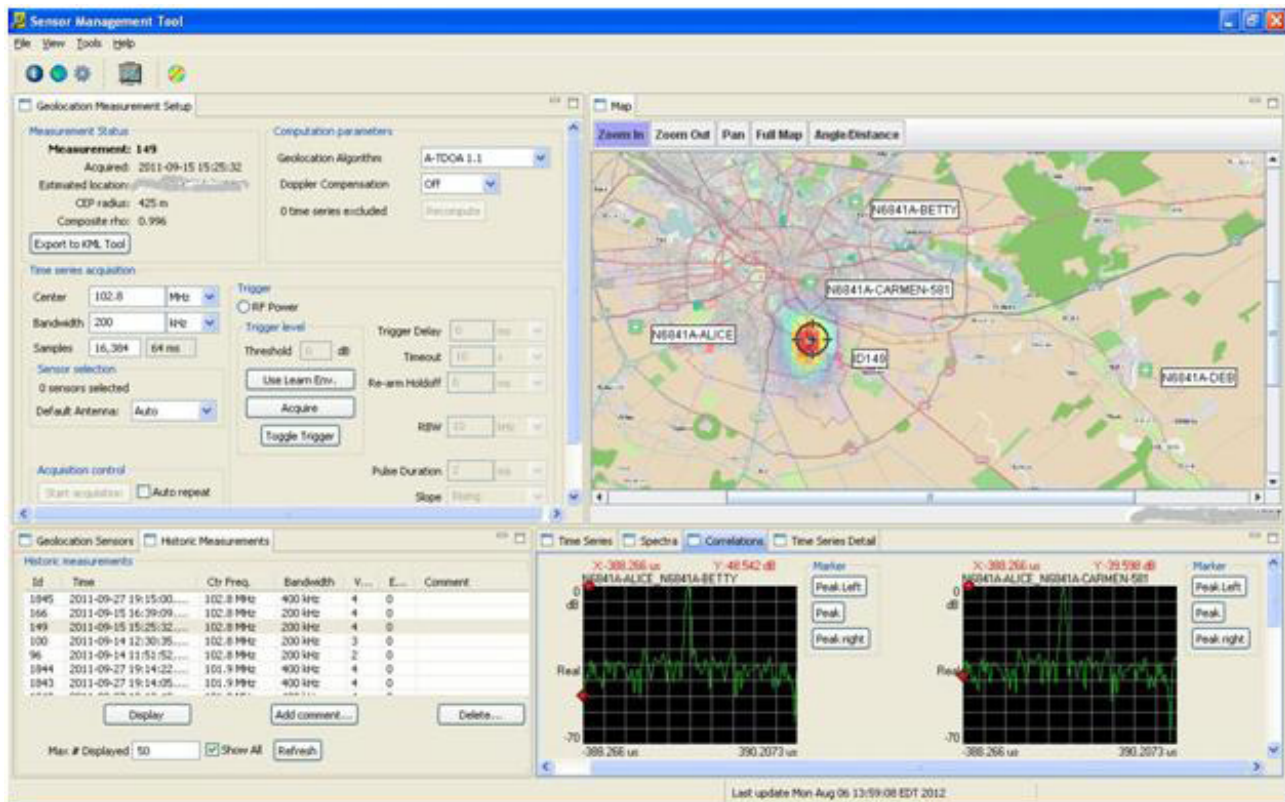 Sensor Management Tool
File View Tools Help
Geolocation Measurement Setup
Measurement Status
Measurement: 149
Acquired: 2011-09-15 15:25:32
Estimated location:
CEP radius: 425 m
Composite rho: 0.996
Export to KML Tool
Computation parameters
Geolocation Algorithm A-TDOA 1.1
Doppler Compensation Off
0 time series excluded Recompute
Time series acquisition
Center 102.8 MHz
Bandwidth 200 kHz
Samples 16,384 64 ms
Sensor selection
0 sensors selected
Default Antenna: Auto
Acquisition control
Start acquisition Auto repeat
Trigger
RF Power
Trigger level
Threshold 0 dB
Use Learn Env.
Acquire
Toggle Trigger
Trigger Delay 0 ms
Timeout 10 s
Re-arm Holdoff
RBW kHz
Pulse Duration 2 ms
Slope Rising
Map
Zoom In Zoom Out Pan Full Map Angle/Distance
N6841A-BETTY
N6841A-CARMEN-581
N6841A-ALICE
ID149
N6841A-DEB
Geolocation Sensors Historic Measurements
Historic measurements
Id Time Ctr Freq. Bandwidth V... E... Comment
1845 2011-09-27 19:15:00.... 102.8 MHz 400 kHz 4 0
166 2011-09-15 16:39:09.... 102.8 MHz 200 kHz 4 0
149 2011-09-15 15:25:32.... 102.8 MHz 200 kHz 4 0
100 2011-09-14 12:30:35.... 102.8 MHz 200 kHz 3 0
96 2011-09-14 11:51:52.... 102.8 MHz 200 kHz 2 0
1844 2011-09-27 19:14:22.... 101.9 MHz 400 kHz 4 0
1843 2011-09-27 19:14:05.... 101.9 MHz 400 kHz 4 0
Display Add comment... Delete...
Max # Displayed 50 Show All Refresh
Time Series Spectra Correlations Time Series Detail
X:-388.266 us Y:-48.542 dB
N6841A-ALICE_N6841A-BETTY
0
dB
Real
-70
-388.266 us 390.2073 us
Marker
Peak Left
Peak
Peak right
X:-388.266 us Y:-39.598 dB
N6841A-ALICE_N6841A-CARMEN-581
0
dB
Real
-70
-388.266 us 390.2073 us
Marker
Peak Left
Peak
Peak right
Last update Mon Aug 06 13:59:08 EDT 2012